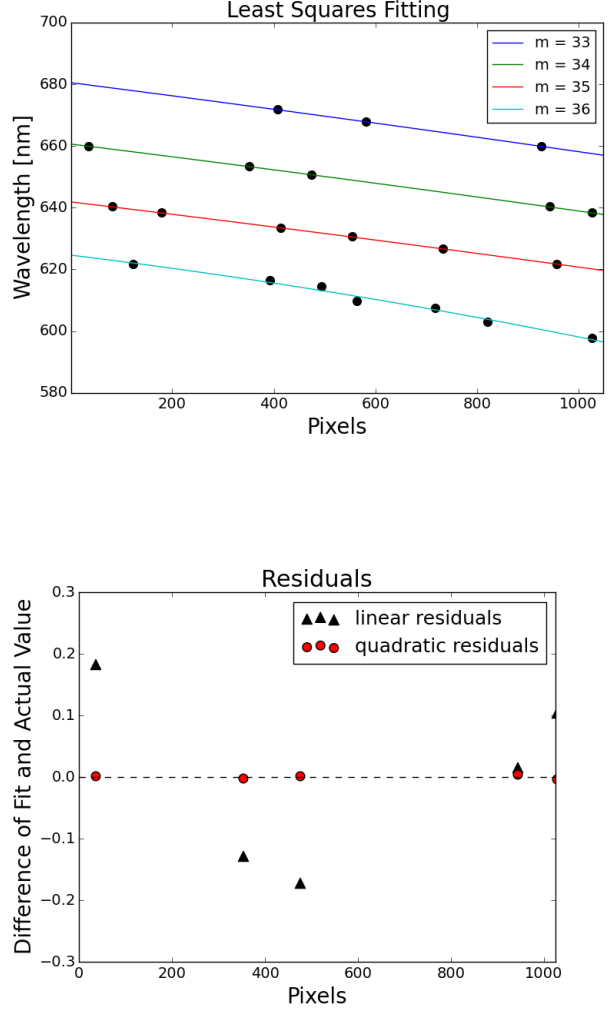 Least Squares Fitting
700
680
660
640
620
600
580
Wavelength [nm]
m = 33
m = 34
m = 35
m = 36
200
400
600
800
1000
Pixels
Residuals
0.3
0.2
0.1
0.0
−0.1
−0.2
−0.3
Difference of Fit and Actual Value
linear residuals
quadratic residuals
0
200
400
600
800
1000
Pixels